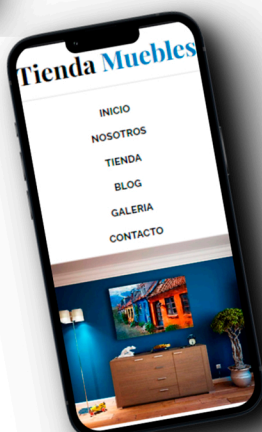 Tienda Muebles
INICIO
NOSOTROS
TIENDA
BLOG
GALERIA
CONTACTO